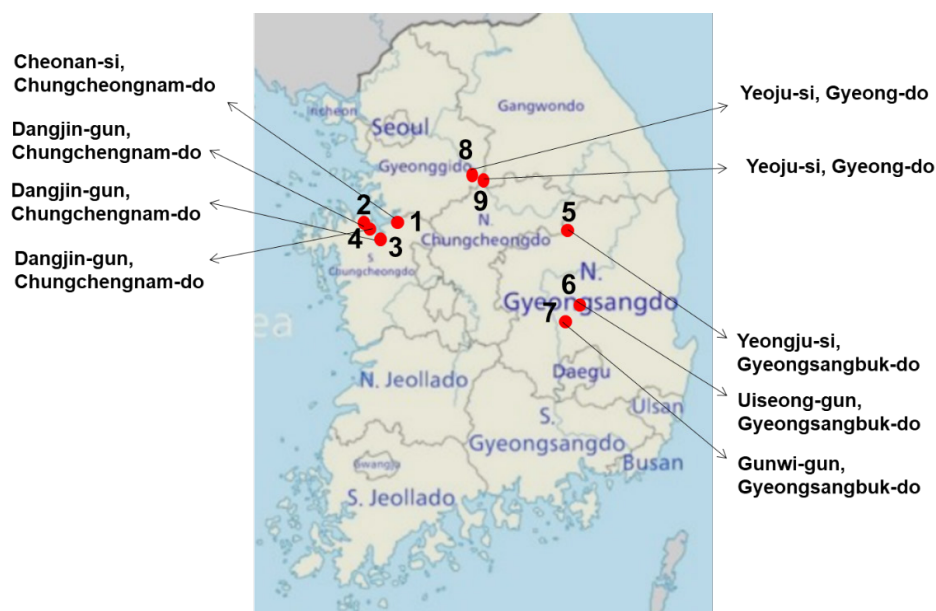 Cheonan-si,
Chungcheongnam-do
Dangjin-gun,
Chungchengnam-do
Dangjin-gun,
Chungchengnam-do
Dangjin-gun,
Chungchengnam-do
Incheon
Seoul
Gangwondo
Gyeonggido
8
9
2
1
4
3
5
N.
Chungcheongdo
S
Chungcheongdo
N.
Gyeongsangdo
6
7
ea
Daegu
N. Jeollado
Ulsan
S.
Gyeongsangdo
Busan
Gwangju
S. Jeollado
Yeoju-si, Gyeong-do
Yeoju-si, Gyeong-do
Yeongju-si,
Gyeongsangbuk-do
Uiseong-gun,
Gyeongsangbuk-do
Gunwi-gun,
Gyeongsangbuk-do